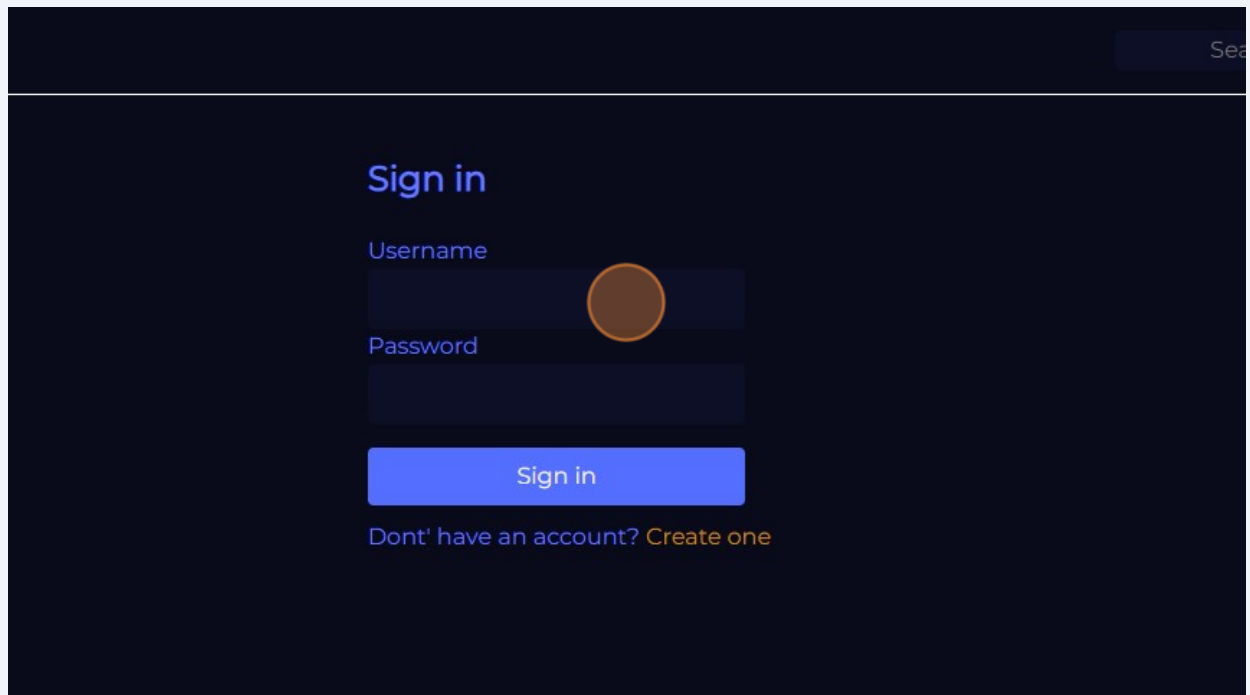 Sign in
Username
Password
Sign in
Dont' have an account? Create one